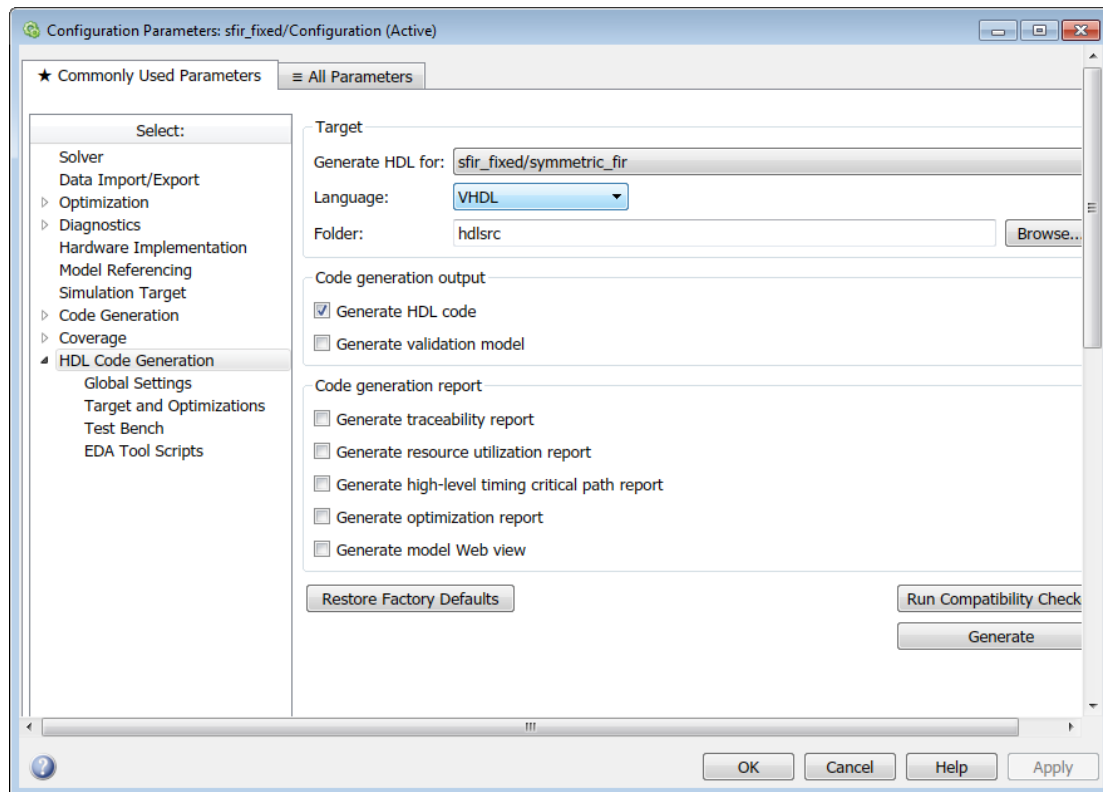 Configuration Parameters: sfir_fixed/Configuration (Active)
★ Commonly Used Parameters
≡ All Parameters
Select:
Solver
Data Import/Export
Optimization
Diagnostics
Hardware Implementation
Model Referencing
Simulation Target
Code Generation
Coverage
HDL Code Generation
Global Settings
Target and Optimizations
Test Bench
EDA Tool Scripts
Target
Generate HDL for: sfir_fixed/symmetric_fir
Language: VHDL
Folder: hdlsrc Browse...
Code generation output
Generate HDL code
Generate validation model
Code generation report
Generate traceability report
Generate resource utilization report
Generate high-level timing critical path report
Generate optimization report
Generate model Web view
Restore Factory Defaults
Run Compatibility Check
Generate
OK Cancel Help Apply